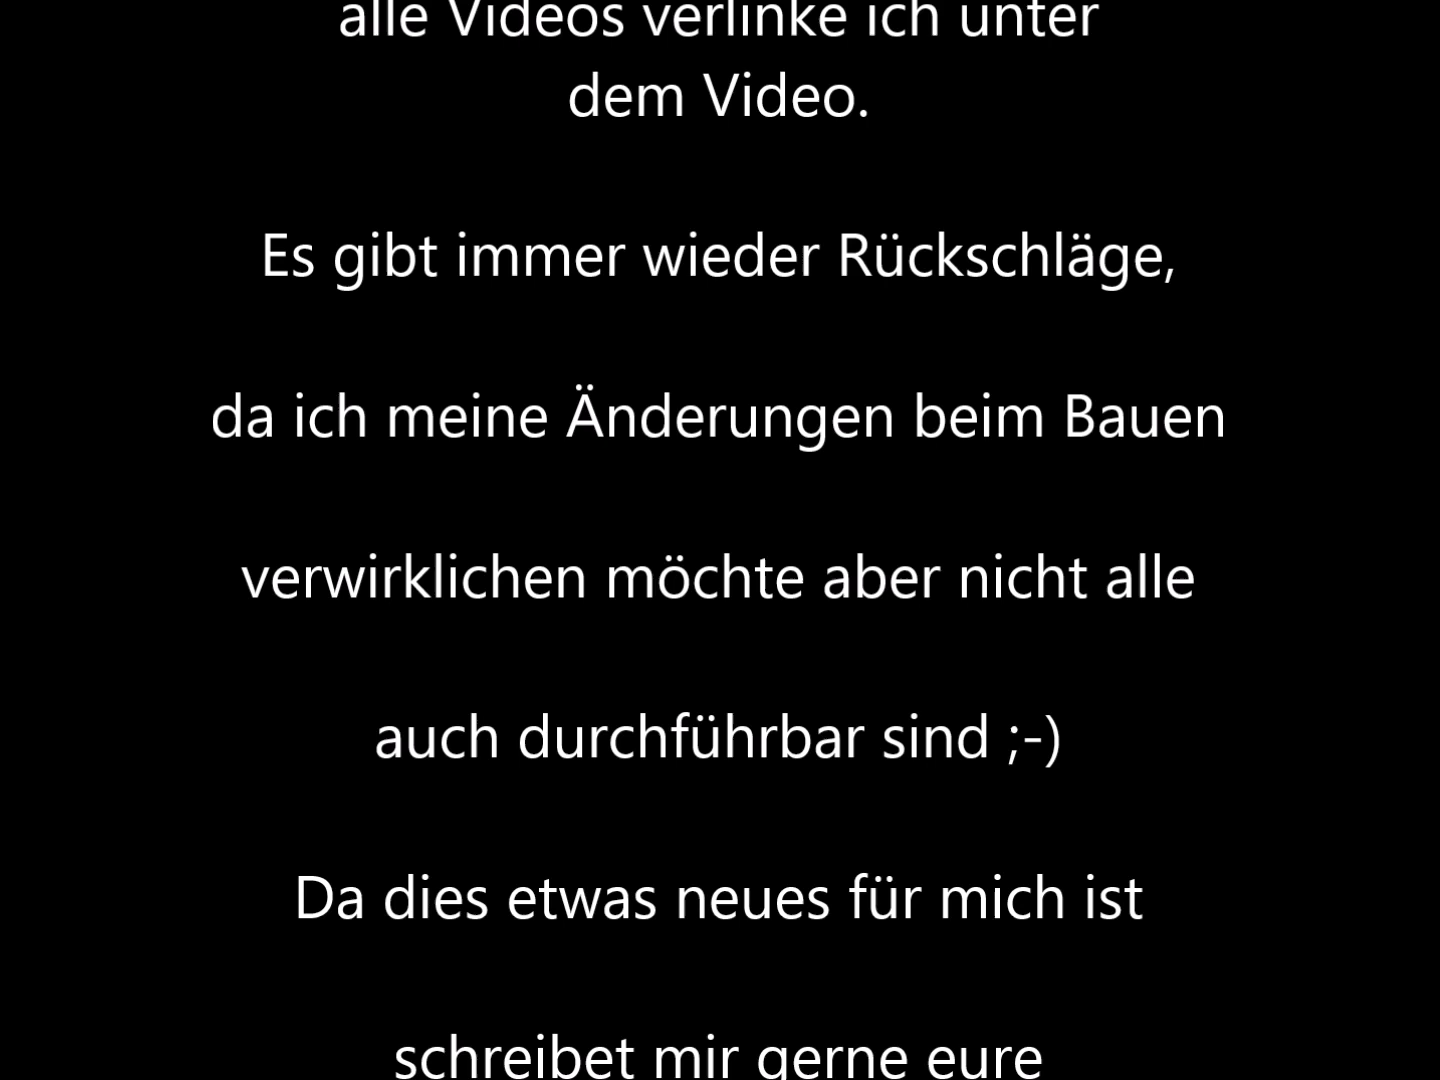 alle Videos verlinke ich unter
dem Video.
Es gibt immer wieder Rückschläge,
da ich meine Änderungen beim Bauen
verwirklichen möchte aber nicht alle
auch durchführbar sind ;-)
Da dies etwas neues für mich ist
schreibet mir gerne eure